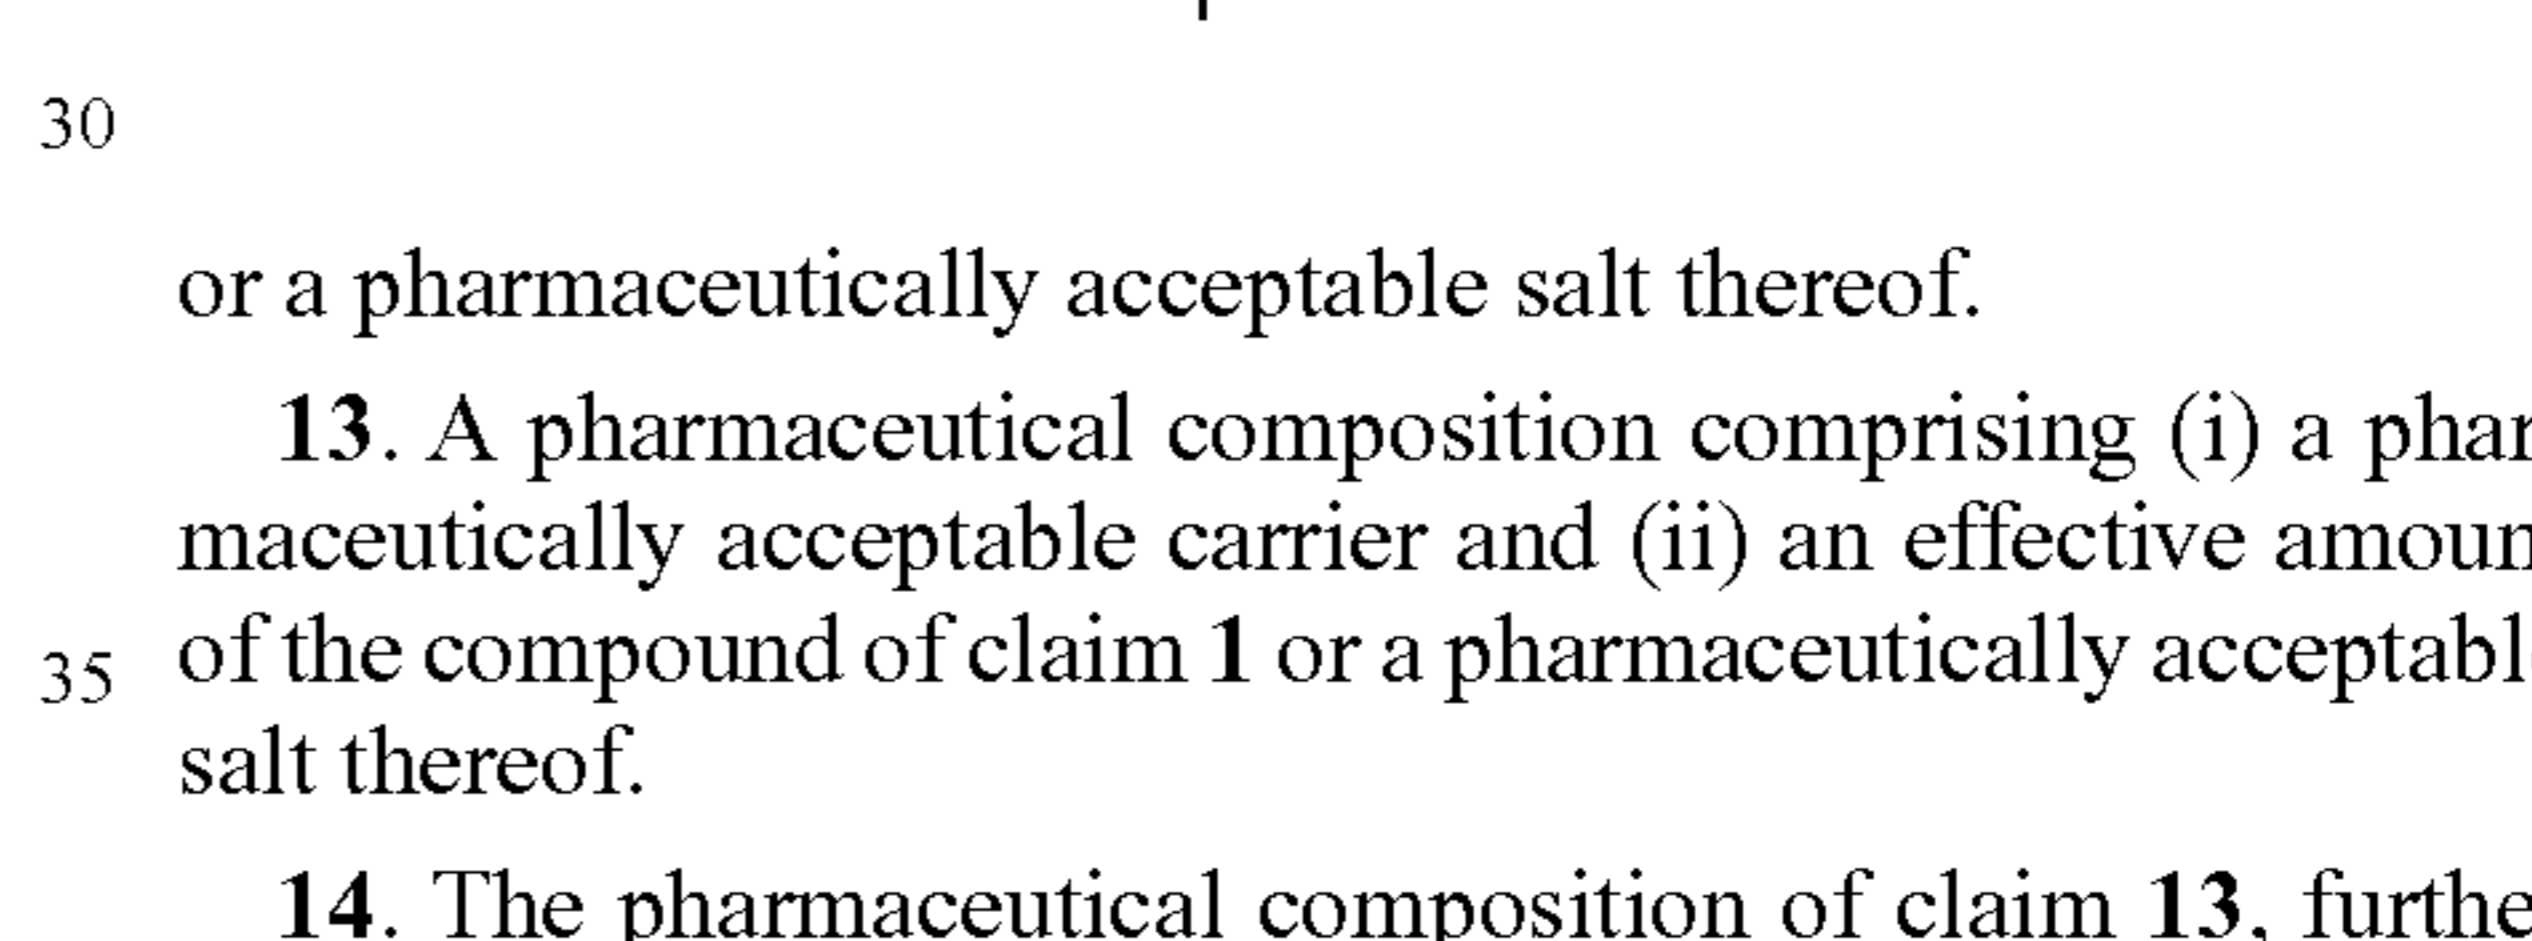 30
or a pharmaceutically acceptable salt thereof.
13. A pharmaceutical composition comprising (i) a phar
maceutically acceptable carrier and (ii) an effective amoun
35 of the compound of claim 1 or a pharmaceutically acceptabl
salt thereof.
14. The pharmaceutical composition of claim 13, furthe